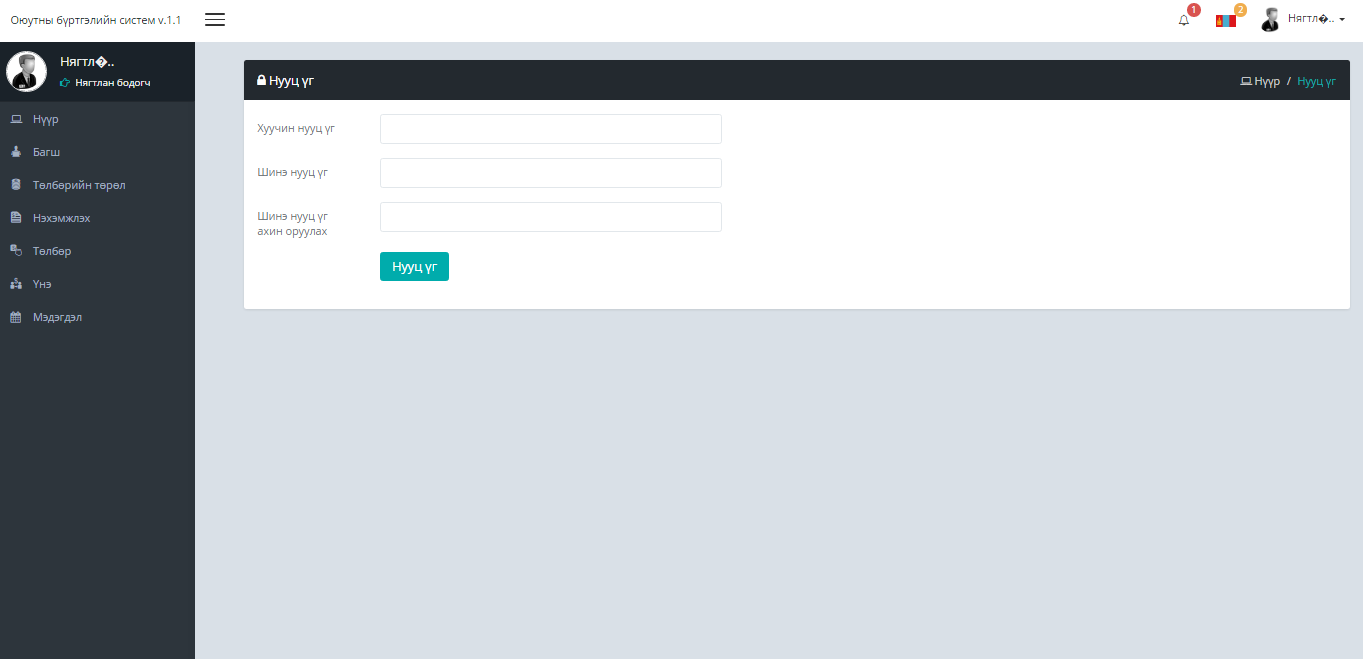 Оюутны бүртгэлийн систем v.1.1
1
2
Нягтл�..
Нягтл�..
Нягтлан бодогч
Нүүр
Багш
Төлбөрийн төрөл
Нэхэмжлэх
Төлбөр
Үнэ
Мэдэгдэл
Нууц үг
Нүүр / Нууц үг
Хуучин нууц үг
Шинэ нууц үг
Шинэ нууц үг
ахин оруулах
Нууц үг